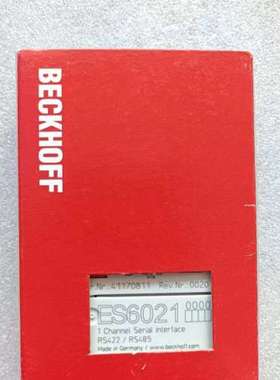 BECKHOFF
Nr.:41170811 Rev.Nr.:0020
ES6021
1 Channel Serial Interface
RS422 / RS485
Made in Germany / www.beckhoff.com